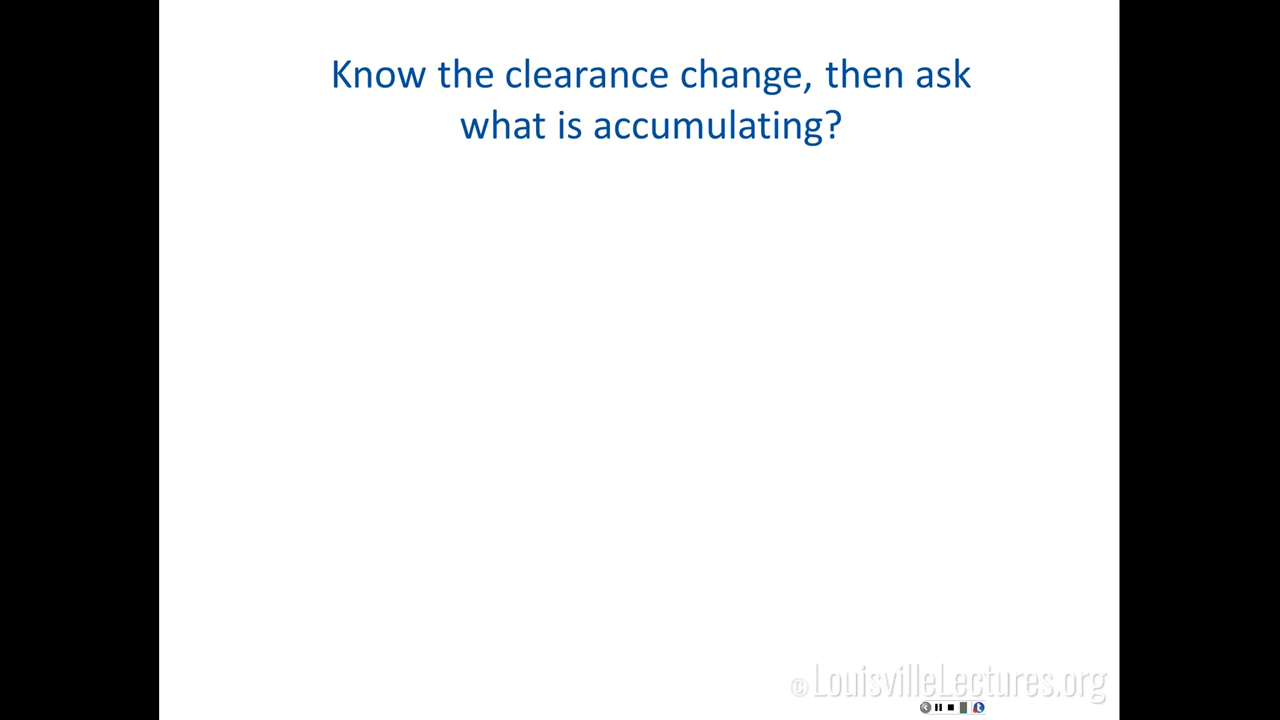 Know the clearance change, then ask
what is accumulating?
© LouisvilleLectures.org